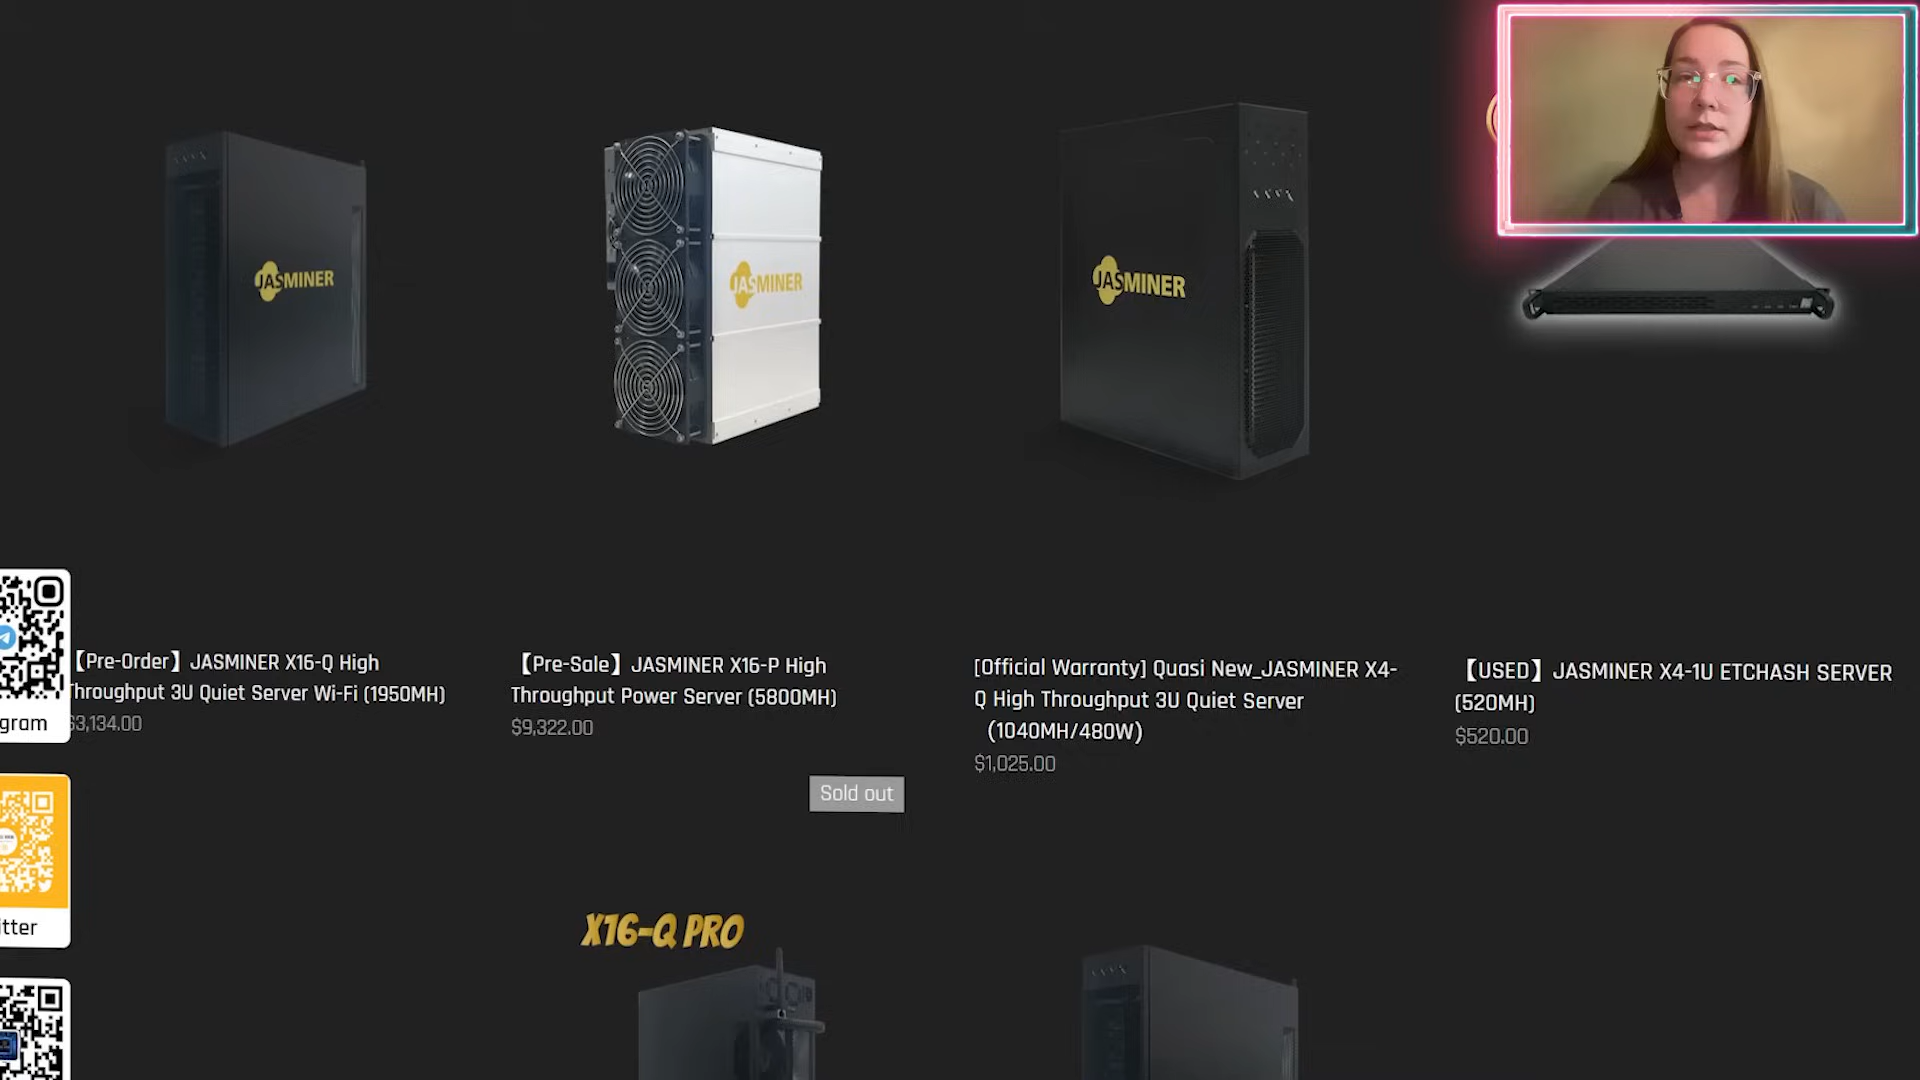 JASMINER
JASMINER
JASMINER
【Pre-Order】JASMINER X16-Q High
Throughput 3U Quiet Server Wi-Fi (1950MH)
$3,134.00
【Pre-Sale】JASMINER X16-P High
Throughput Power Server (5800MH)
$9,322.00
[Official Warranty] Quasi New_JASMINER X4-
Q High Throughput 3U Quiet Server
(1040MH/480W)
$1,025.00
【USED】JASMINER X4-1U ETCHASH SERVER
(520MH)
$520.00
gram
itter
Sold out
X16-Q PRO